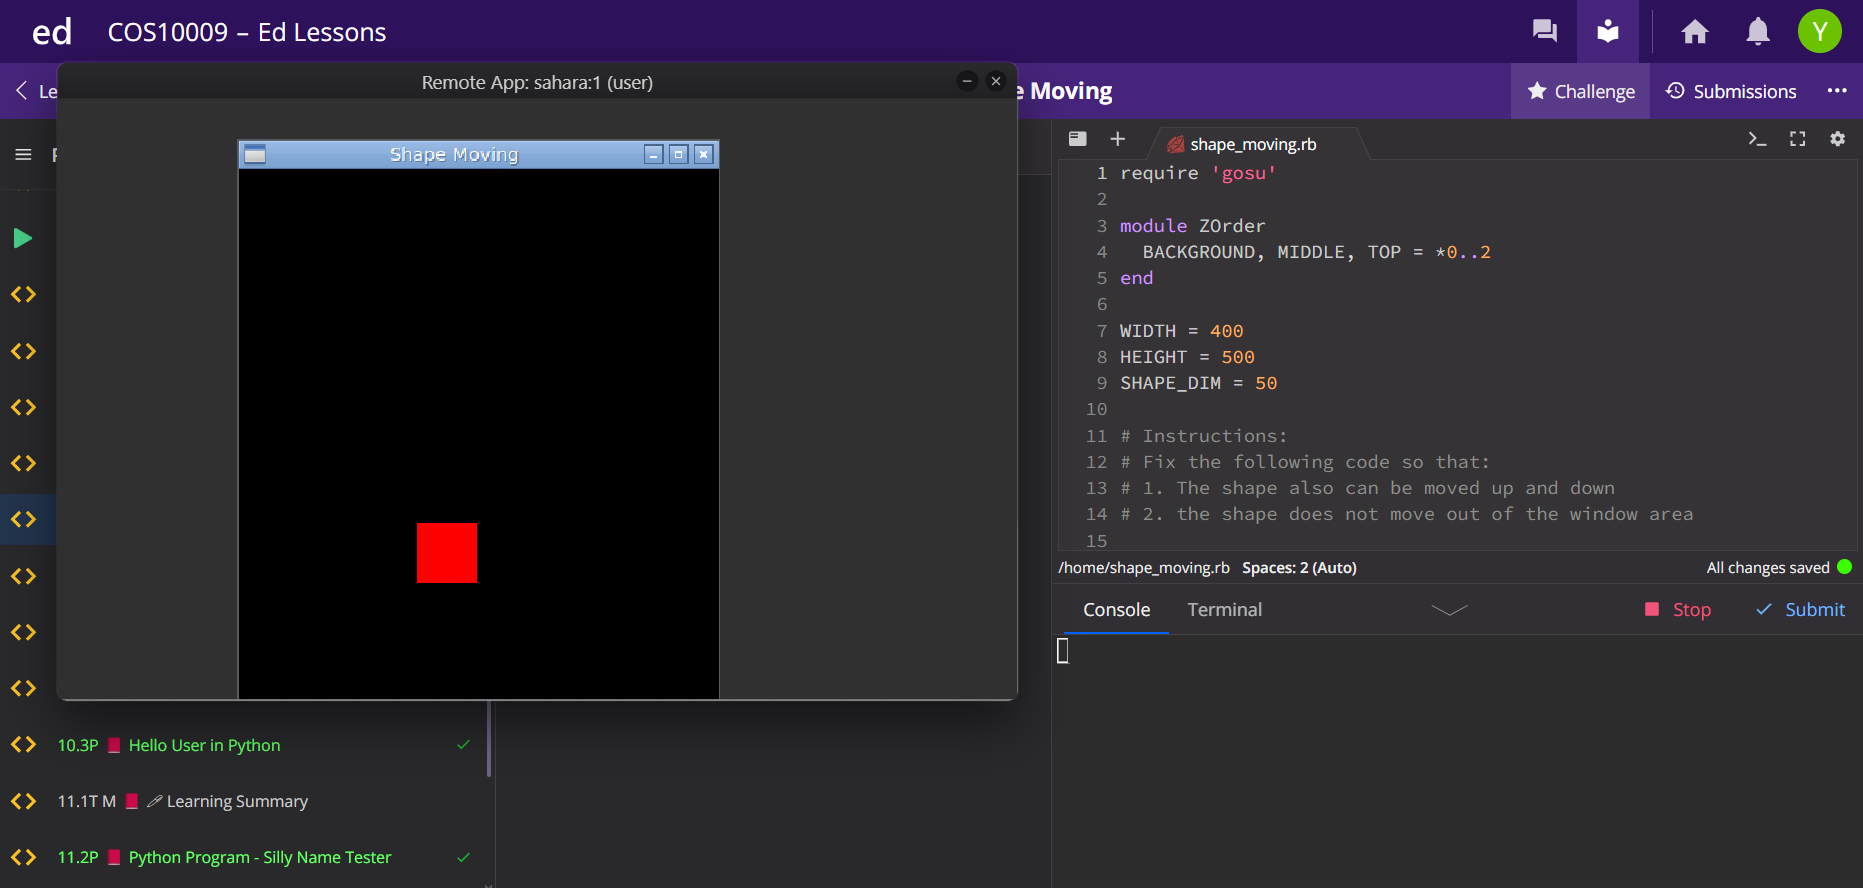 ed COS10009 – Ed Lessons Y
Le
Remote App: sahara:1 (user)
e Moving
Challenge
Submissions
Shape Moving
shape_moving.rb
1 require 'gosu'
2
3 module ZOrder
4 BACKGROUND, MIDDLE, TOP = *0..2
5 end
6
7 WIDTH = 400
8 HEIGHT = 500
9 SHAPE_DIM = 50
10
11 # Instructions:
12 # Fix the following code so that:
13 # 1. The shape also can be moved up and down
14 # 2. the shape does not move out of the window area
15
/home/shape_moving.rb Spaces: 2 (Auto) All changes saved
Console Terminal Stop Submit
10.3P Hello User in Python
11.1T M Learning Summary
11.2P Python Program - Silly Name Tester